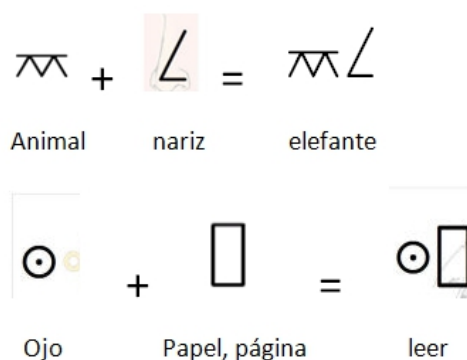 + =
Animal nariz elefante
+ =
Ojo Papel, página leer